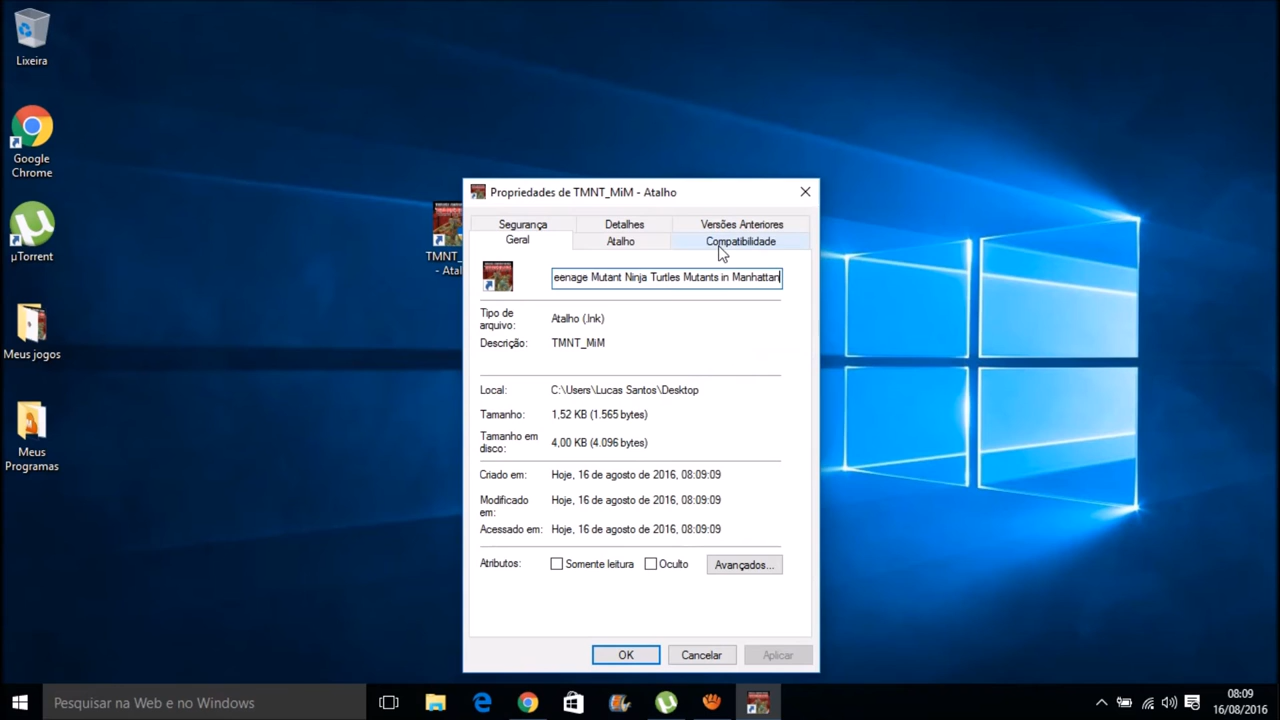 Lixeira
Google
Chrome
µTorrent
Meus jogos
Meus
Programas
TMNT_
- Atal
Propriedades de TMNT_MiM - Atalho
Segurança
Detalhes
Versões Anteriores
Geral
Atalho
Compatibilidade
eenage Mutant Ninja Turtles Mutants in Manhattan
Tipo de
arquivo:
Atalho (.lnk)
Descrição:
TMNT_MiM
Local:
C:\Users\Lucas Santos\Desktop
Tamanho:
1,52 KB (1.565 bytes)
Tamanho em
disco:
4,00 KB (4.096 bytes)
Criado em:
Hoje, 16 de agosto de 2016, 08:09:09
Modificado
em:
Hoje, 16 de agosto de 2016, 08:09:09
Acessado em:
Hoje, 16 de agosto de 2016, 08:09:09
Atributos:
Somente leitura
Oculto
Avançados...
OK
Cancelar
Aplicar
Pesquisar na Web e no Windows
08:09
16/08/2016